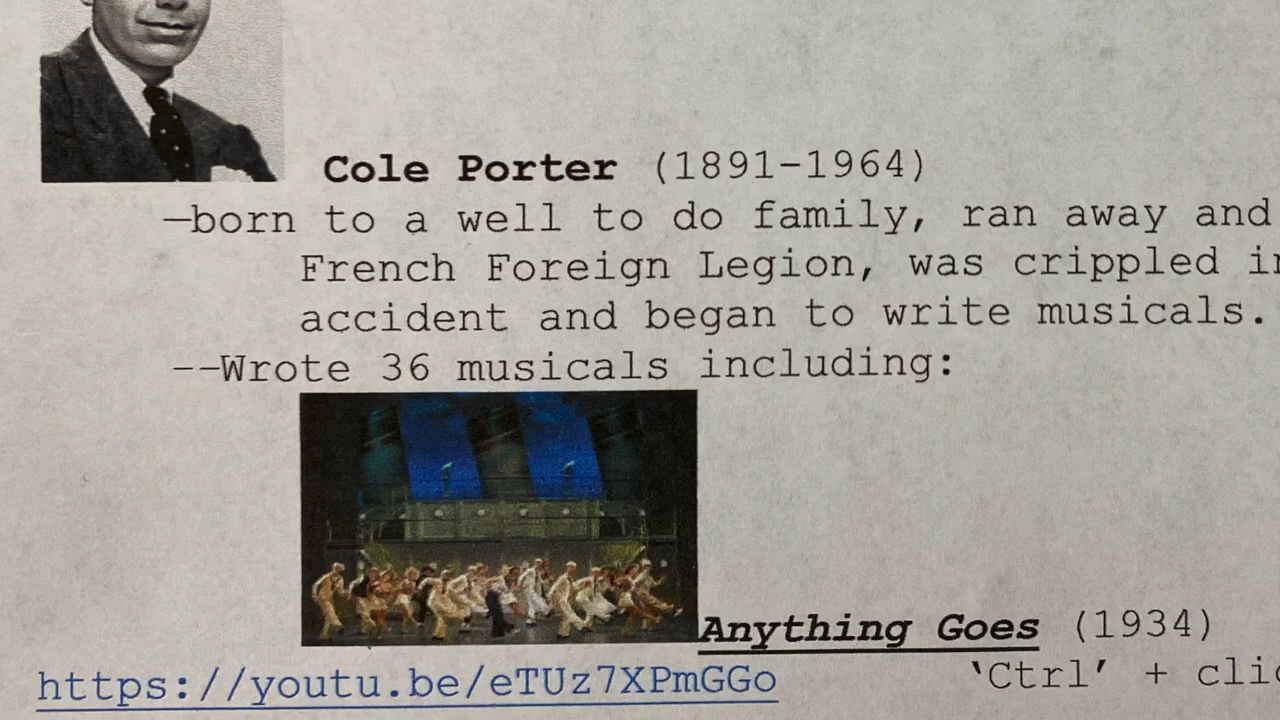 Cole Porter (1891-1964)
—born to a well to do family, ran away and
French Foreign Legion, was crippled
accident and began to write musicals.
--Wrote 36 musicals including:
Anything Goes (1934)
https://youtu.be/eTUz7XPmGGo 'Ctrl' +